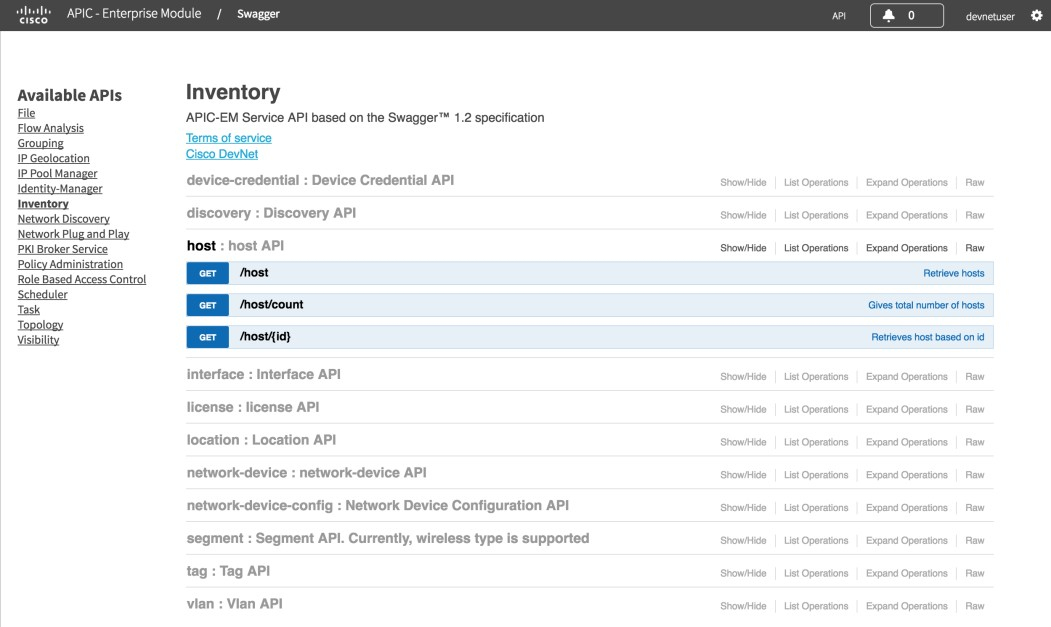 CISCO APIC - Enterprise Module / Swagger API 0 devnetuser
Available APIs
File
Flow Analysis
Grouping
IP Geolocation
IP Pool Manager
Identity-Manager
Inventory
Network Discovery
Network Plug and Play
PKI Broker Service
Policy Administration
Role Based Access Control
Scheduler
Task
Topology
Visibility
Inventory
APIC-EM Service API based on the Swagger™ 1.2 specification
Terms of service
Cisco DevNet
device-credential : Device Credential API Show/Hide List Operations Expand Operations Raw
discovery : Discovery API Show/Hide List Operations Expand Operations Raw
host : host API Show/Hide List Operations Expand Operations Raw
GET /host Retrieve hosts
GET /host/count Gives total number of hosts
GET /host/{id} Retrieves host based on id
interface : Interface API Show/Hide List Operations Expand Operations Raw
license : license API Show/Hide List Operations Expand Operations Raw
location : Location API Show/Hide List Operations Expand Operations Raw
network-device : network-device API Show/Hide List Operations Expand Operations Raw
network-device-config : Network Device Configuration API Show/Hide List Operations Expand Operations Raw
segment : Segment API. Currently, wireless type is supported Show/Hide List Operations Expand Operations Raw
tag : Tag API Show/Hide List Operations Expand Operations Raw
vlan : Vlan API Show/Hide List Operations Expand Operations Raw